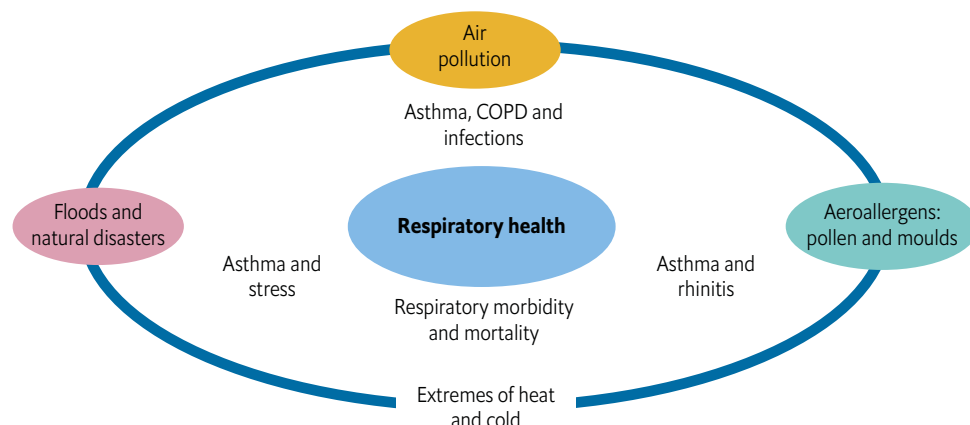 Air
pollution
Asthma, COPD and
infections
Floods and
natural disasters
Respiratory health
Aeroallergens:
pollen and moulds
Asthma and
stress
Asthma and
rhinitis
Respiratory morbidity
and mortality
Extremes of heat
and cold